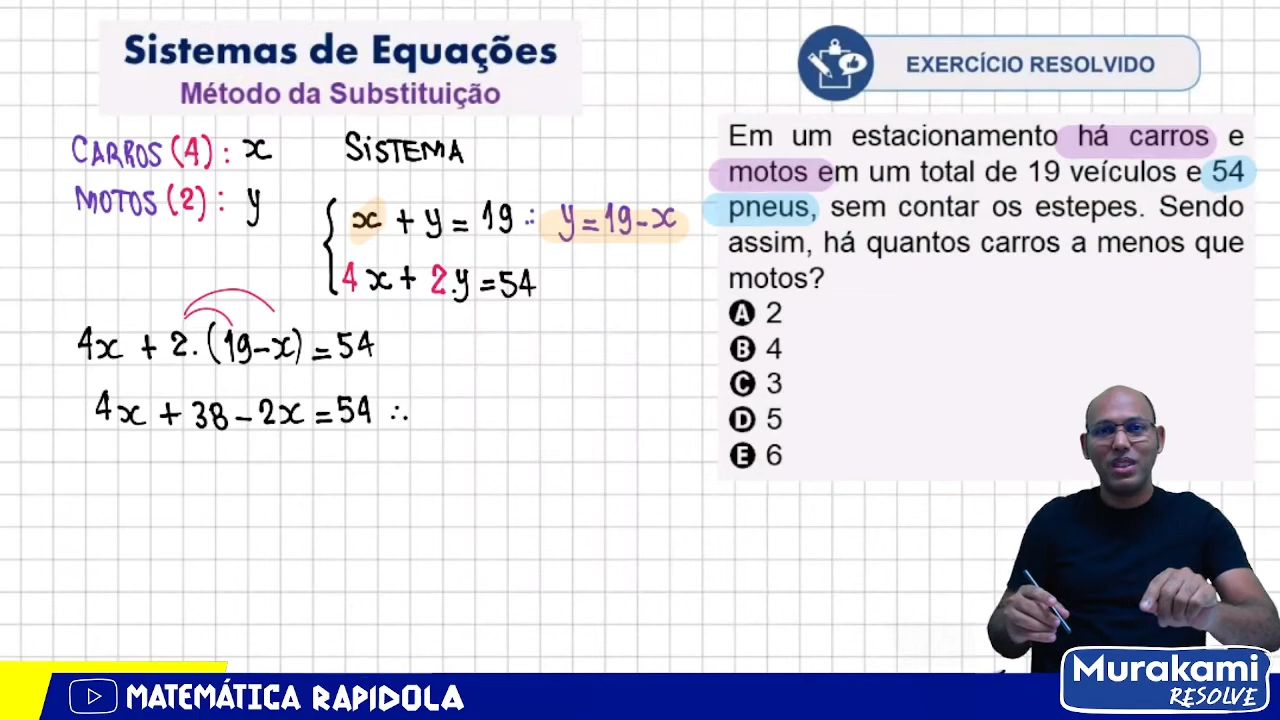 Sistemas de Equações
Método da Substituição
CARROS (4) : x
MOTOS (2) : y
SISTEMA
x + y = 19 ∴ y = 19 - x
4x + 2.y = 54
4x + 2.(19 - x) = 54
4x + 38 - 2x = 54 ∴
EXERCÍCIO RESOLVIDO
Em um estacionamento há carros e
motos em um total de 19 veículos e 54
pneus, sem contar os estepes. Sendo
assim, há quantos carros a menos que
motos?
A 2
B 4
C 3
D 5
E 6
MATEMÁTICA RAPIDOLA
Murakami
RESOLVE